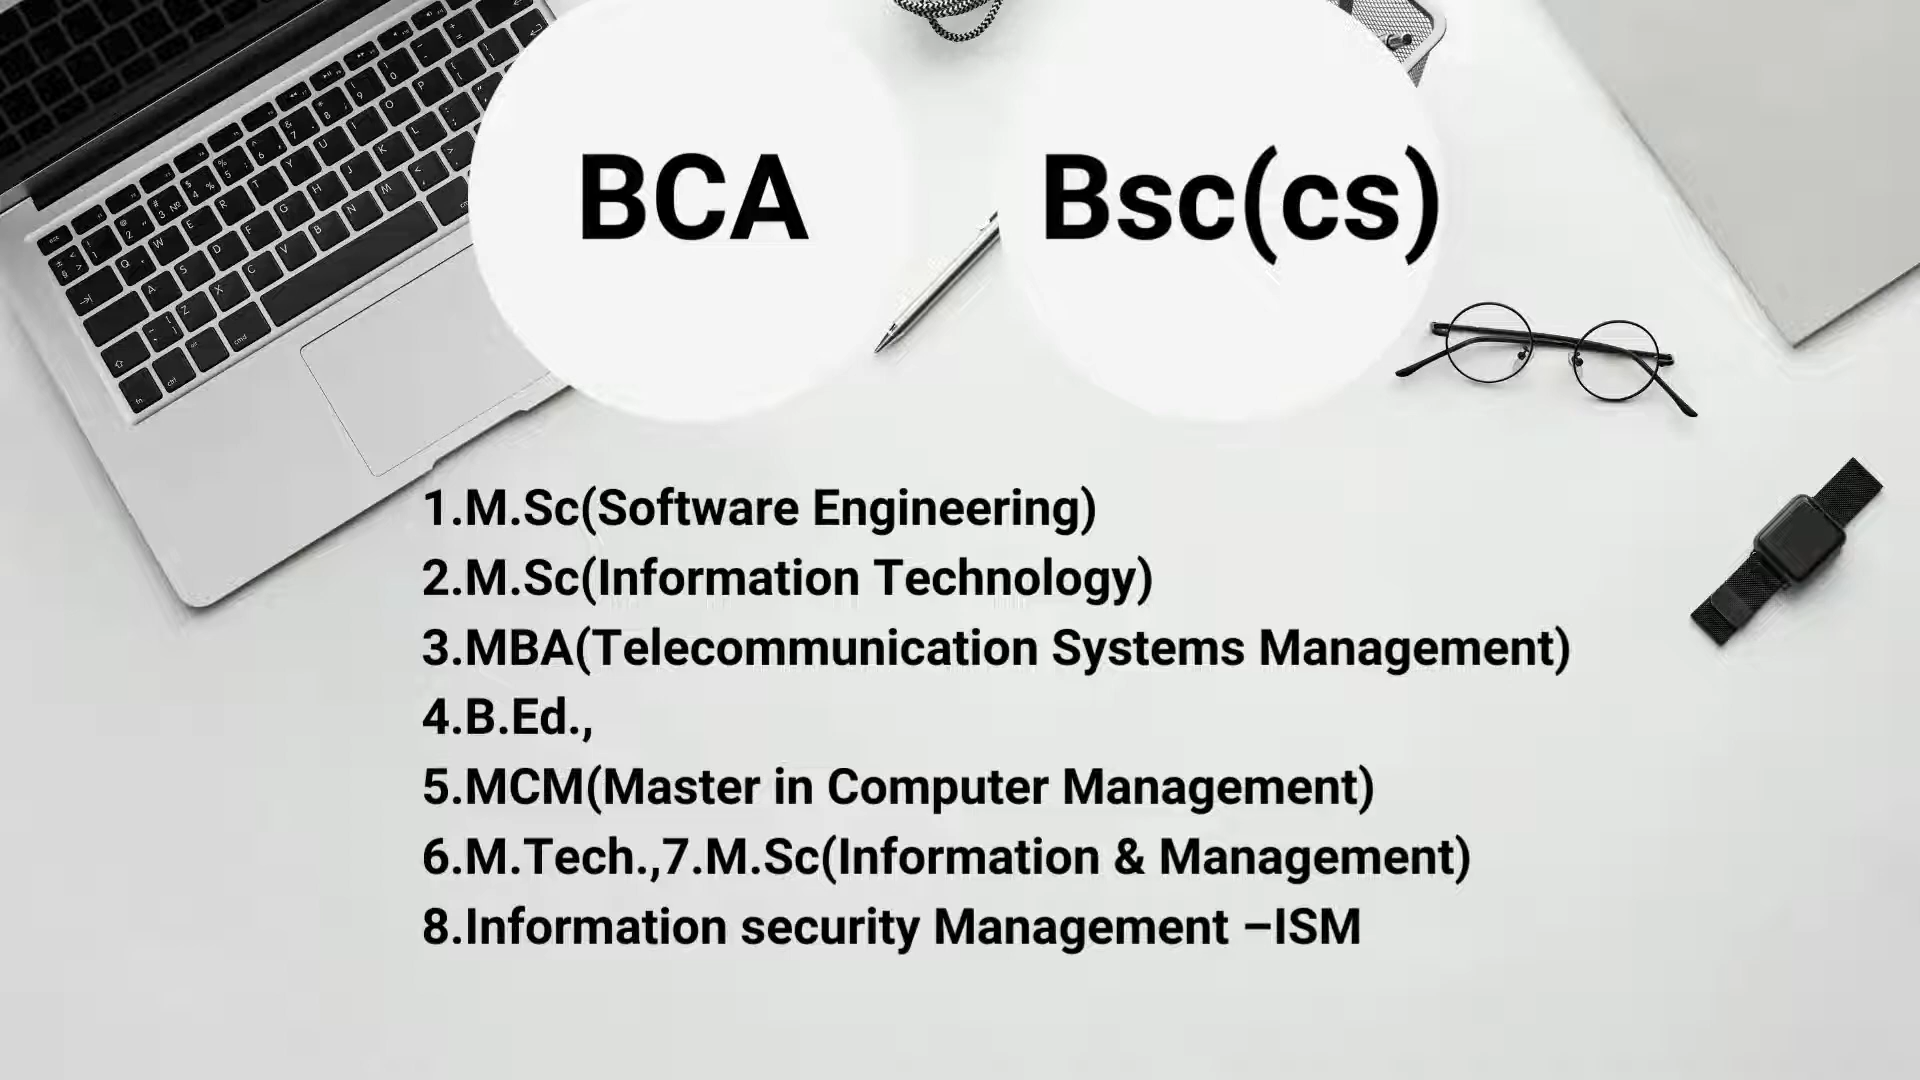 BCA
Bsc(cs)
1.M.Sc(Software Engineering)
2.M.Sc(Information Technology)
3.MBA(Telecommunication Systems Management)
4.B.Ed.,
5.MCM(Master in Computer Management)
6.M.Tech.,7.M.Sc(Information & Management)
8.Information security Management –ISM